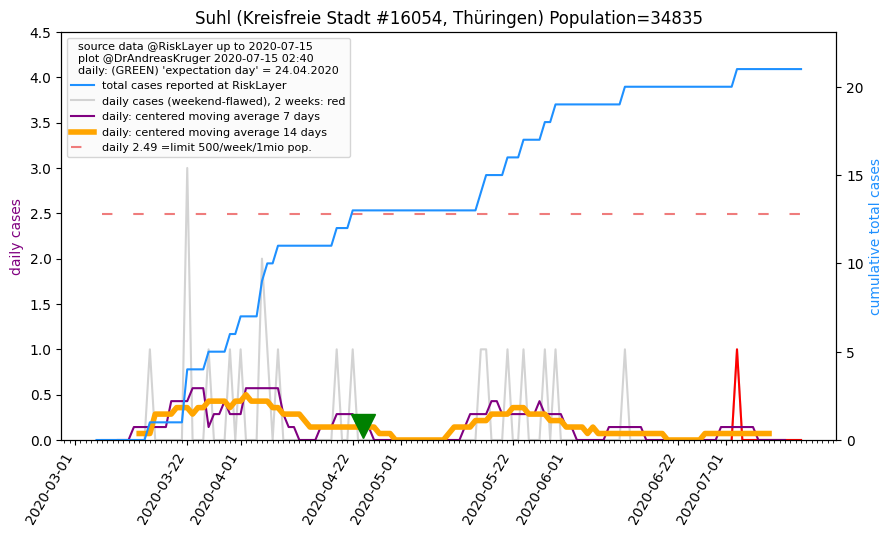 Suhl (Kreisfreie Stadt #16054, Thüringen) Population=34835
source data @RiskLayer up to 2020-07-15
plot @DrAndreasKruger 2020-07-15 02:40
daily: (GREEN) 'expectation day' = 24.04.2020
total cases reported at RiskLayer
daily cases (weekend-flawed), 2 weeks: red
daily: centered moving average 7 days
daily: centered moving average 14 days
daily 2.49 =limit 500/week/1mio pop.
daily cases
4.5
4.0
3.5
3.0
2.5
2.0
1.5
1.0
0.5
0.0
cumulative total cases
20
15
10
5
0
2020-03-01
2020-03-22
2020-04-01
2020-04-22
2020-05-01
2020-05-22
2020-06-01
2020-06-22
2020-07-01